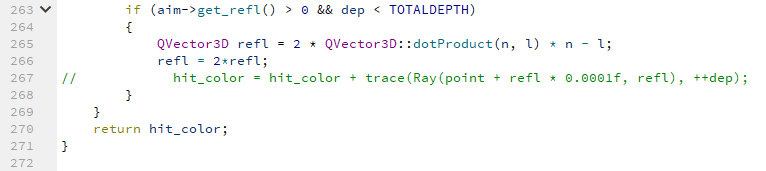 263         if (aim->get_refl() > 0 && dep < TOTALDEPTH)
264         {
265             QVector3D refl = 2 * QVector3D::dotProduct(n, l) * n - l;
266             refl = 2*refl;
267 //            hit_color = hit_color + trace(Ray(point + refl * 0.0001f, refl), ++dep);
268         }
269     }
270     return hit_color;
271 }
272